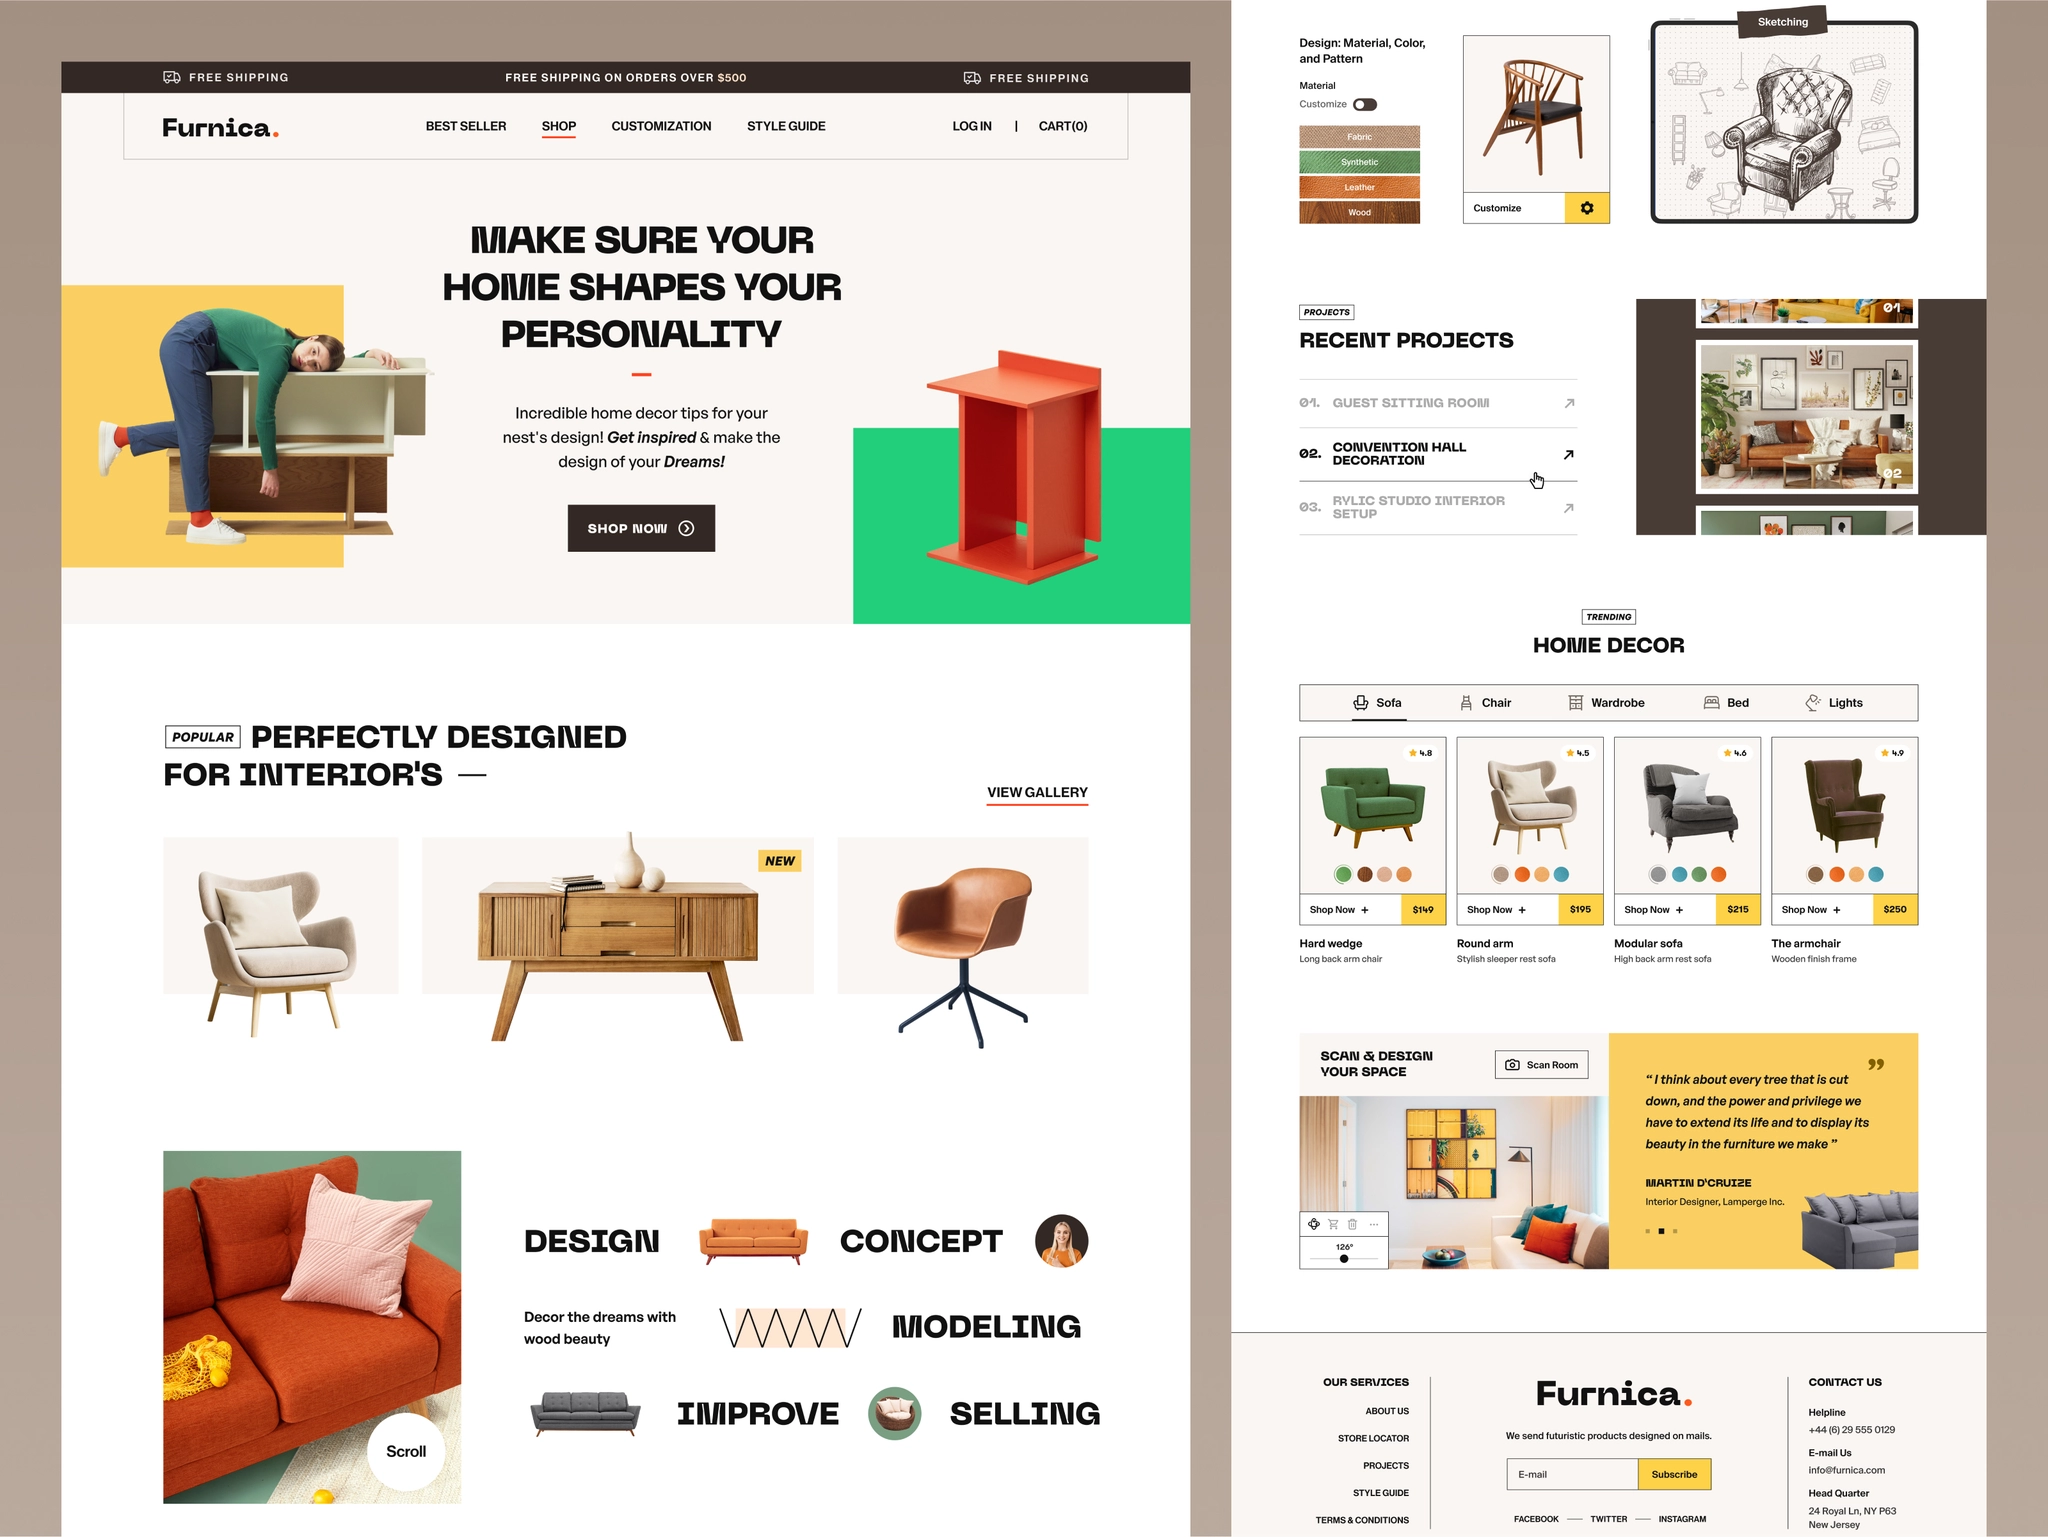 FREE SHIPPING
FREE SHIPPING ON ORDERS OVER $500
FREE SHIPPING
Furnica.
BEST SELLER
SHOP
CUSTOMIZATION
STYLE GUIDE
LOG IN | CART(0)
MAKE SURE YOUR
HOME SHAPES YOUR
PERSONALITY
Incredible home decor tips for your
nest's design! Get inspired & make the
design of your Dreams!
SHOP NOW
POPULAR PERFECTLY DESIGNED
FOR INTERIOR'S —
VIEW GALLERY
NEW
Scroll
DESIGN
CONCEPT
Decor the dreams with
wood beauty
MODELING
IMPROVE
SELLING
Design: Material, Color,
and Pattern
Material
Customize
Fabric
Synthetic
Leather
Wood
Customize
Sketching
PROJECTS
RECENT PROJECTS
01. GUEST SITTING ROOM
02. CONVENTION HALL
DECORATION
03. RYLIC STUDIO INTERIOR
SETUP
01
02
TRENDING
HOME DECOR
Sofa
Chair
Wardrobe
Bed
Lights
4.8
4.5
4.6
4.9
Shop Now + $149
Shop Now + $195
Shop Now + $215
Shop Now + $250
Hard wedge
Long back arm chair
Round arm
Stylish sleeper rest sofa
Modular sofa
High back arm rest sofa
The armchair
Wooden finish frame
SCAN & DESIGN
YOUR SPACE
Scan Room
126°
”
“ I think about every tree that is cut
down, and the power and privilege we
have to extend its life and to display its
beauty in the furniture we make ”
MARTIN D'CRUIZE
Interior Designer, Lamperge Inc.
OUR SERVICES
ABOUT US
STORE LOCATOR
PROJECTS
STYLE GUIDE
TERMS & CONDITIONS
Furnica.
We send futuristic products designed on mails.
E-mail
Subscribe
FACEBOOK — TWITTER — INSTAGRAM
CONTACT US
Helpline
+44 (6) 29 555 0129
E-mail Us
info@furnica.com
Head Quarter
24 Royal Ln, NY P63
New Jersey